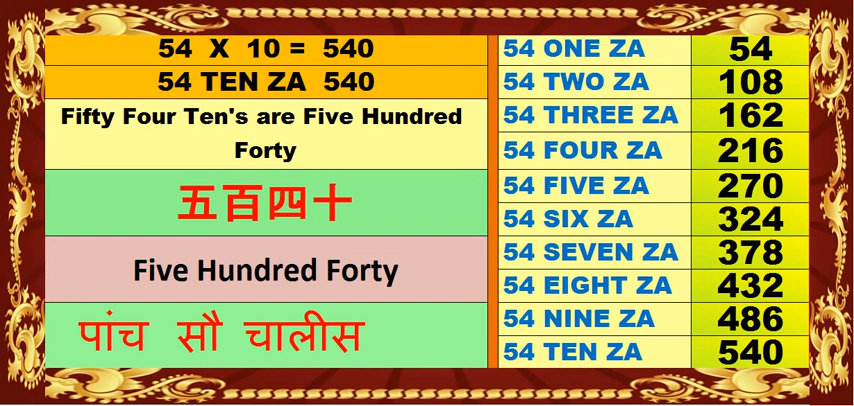 54 X 10 = 540
54 TEN ZA 540
Fifty Four Ten's are Five Hundred
Forty
五百四十
Five Hundred Forty
पांच सौ चालीस
54 ONE ZA 54
54 TWO ZA 108
54 THREE ZA 162
54 FOUR ZA 216
54 FIVE ZA 270
54 SIX ZA 324
54 SEVEN ZA 378
54 EIGHT ZA 432
54 NINE ZA 486
54 TEN ZA 540